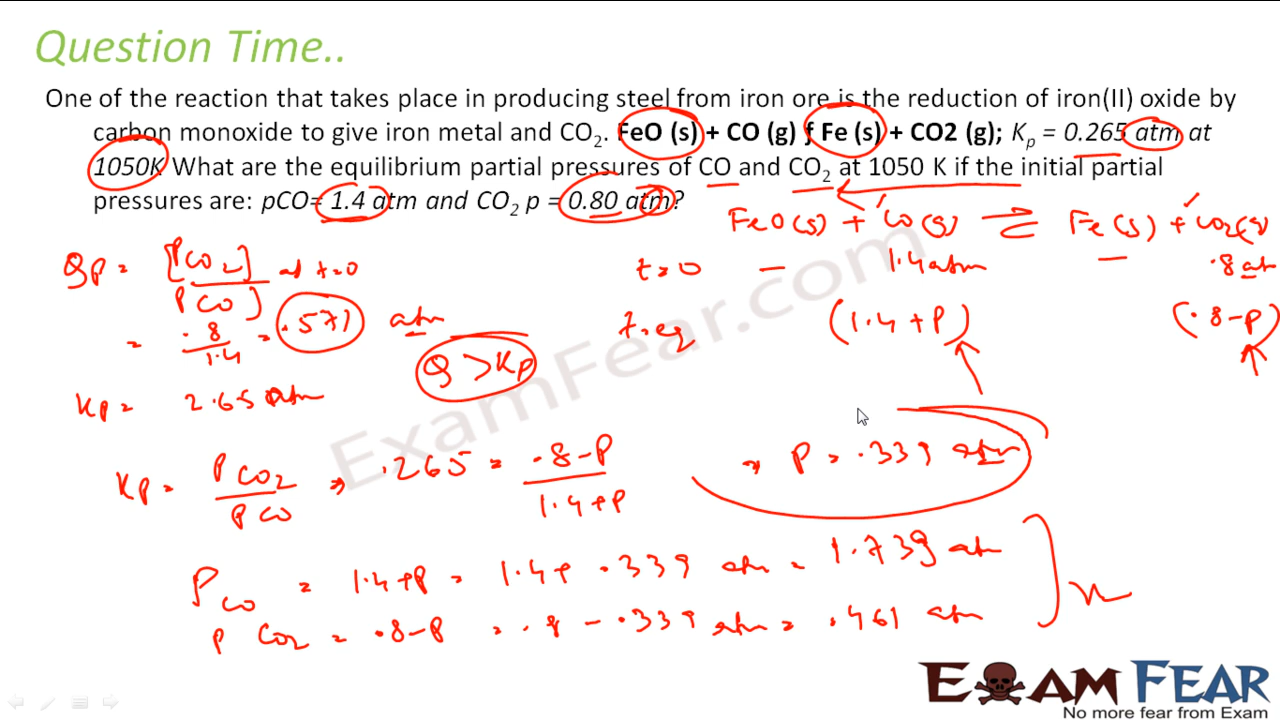 Question Time..
One of the reaction that takes place in producing steel from iron ore is the reduction of iron(II) oxide by
carbon monoxide to give iron metal and CO₂. FeO (s) + CO (g) ƒ Fe (s) + CO2 (g); Kp = 0.265 atm at
1050K What are the equilibrium partial pressures of CO and CO₂ at 1050 K if the initial partial
pressures are: pCO= 1.4 atm and CO₂ p = 0.80 atm?
FeO(s) + CO(g) ⇌ Fe(s) + CO2(g)
Qp = [PCO2] at t=0
PCO]
t=0 – 1.4atm – .8 at
= .8/1.4 = .571 atm
t.eq (1.4+P) (.8-P)
Q > Kp
Kp = 2.65 atm
Kp = PCO2/PCO ⇒ .265 = .8-P/1.4+P ⇒ P = .339 atm
PCO = 1.4+P = 1.4+.339 atm = 1.739 atm
P CO2 = .8-P = .8-.339 atm = .461 atm
ExamFear.com
EXAM FEAR
No more fear from Exam